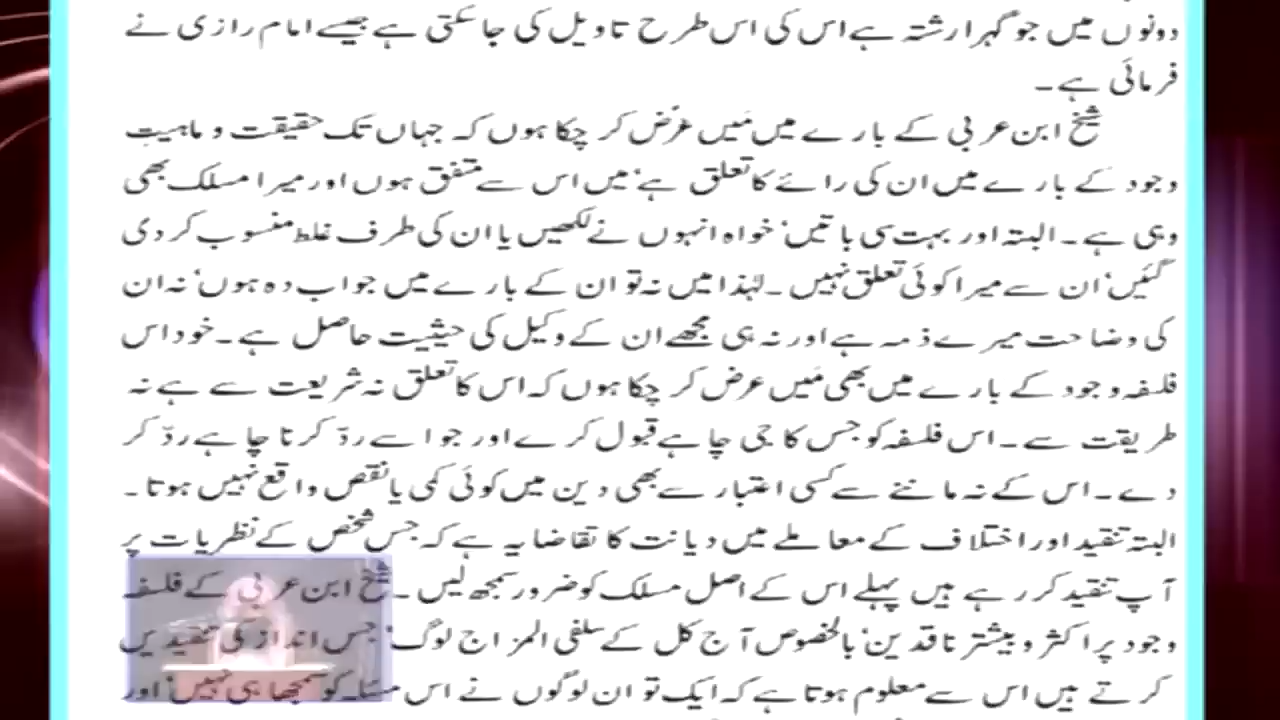 دونوں میں جو گہرا رشتہ ہے اس کی اس طرح تاویل کی جا سکتی ہے جیسے امام رازی نے
فرمائی ہے۔
شیخ ابن عربی کے بارے میں مَیں عرض کر چکا ہوں کہ جہاں تک حقیقت و ماہیت
وجود کے بارے میں ان کی رائے کا تعلق ہے‘ میں اس سے متفق ہوں اور میرا مسلک بھی
وہی ہے۔ البتہ اور بہت سی باتیں‘ خواہ انہوں نے لکھیں یا ان کی طرف غلط منسوب کر دی
گئیں‘ ان سے میرا کوئی تعلق نہیں۔ لہٰذا میں نہ تو ان کے بارے میں جواب دہ ہوں‘ نہ ان
کی وضاحت میرے ذمہ ہے اور نہ ہی مجھے ان کے وکیل کی حیثیت حاصل ہے۔ خود اس
فلسفہ وجود کے بارے میں بھی مَیں عرض کر چکا ہوں کہ اس کا تعلق نہ شریعت سے ہے نہ
طریقت سے۔ اس فلسفہ کو جس کا جی چاہے قبول کرے اور جو اسے ردّ کرنا چاہے ردّ کر
دے۔ اس کے نہ ماننے سے کسی اعتبار سے بھی دین میں کوئی کمی یا نقص واقع نہیں ہوتا۔
البتہ تنقید اور اختلاف کے معاملے میں دیانت کا تقاضا یہ ہے کہ جس شخص کے نظریات پر
آپ تنقید کر رہے ہیں پہلے اس کے اصل مسلک کو ضرور سمجھ لیں۔ شیخ ابن عربی کے فلسفہ
وجود پر اکثر و بیشتر ناقدین‘ بالخصوص آج کل کے سلفی المزاج لوگ‘ جس انداز کی تنقیدیں
کرتے ہیں اس سے معلوم ہوتا ہے کہ ایک تو ان لوگوں نے اس مسئلہ کو سمجھا ہی نہیں‘ اور